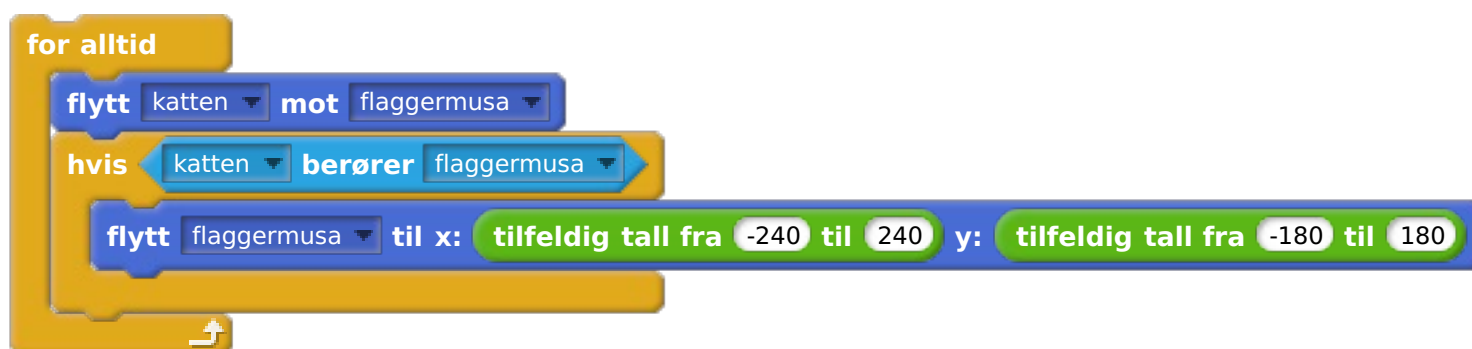 for alltid
flytt katten mot flaggermusa
hvis katten berører flaggermusa
flytt flaggermusa til x: tilfeldig tall fra -240 til 240 y: tilfeldig tall fra -180 til 180